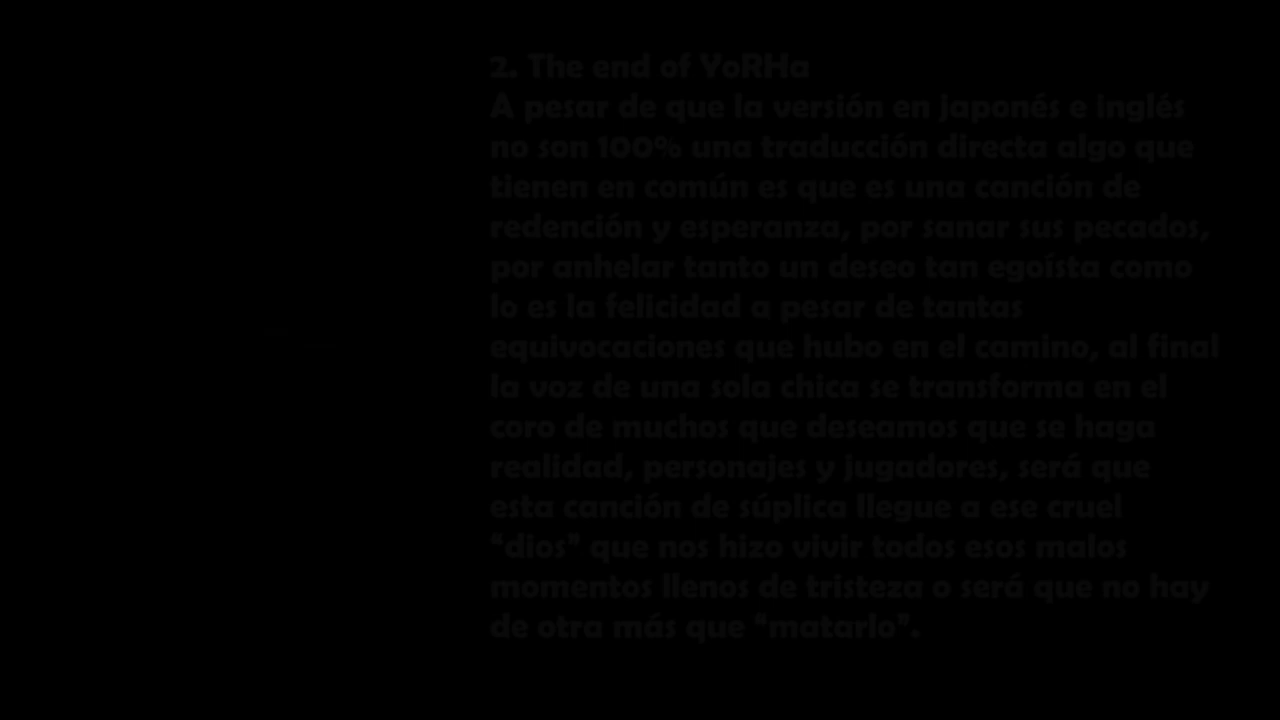 2. The end of YoRHa
A pesar de que la versión en japonés e inglés
no son 100% una traducción directa algo que
tienen en común es que es una canción de
redención y esperanza, por sanar sus pecados,
por anhelar tanto un deseo tan egoísta como
lo es la felicidad a pesar de tantas
equivocaciones que hubo en el camino, al final
la voz de una sola chica se transforma en el
coro de muchos que deseamos que se haga
realidad, personajes y jugadores, será que
esta canción de súplica llegue a ese cruel
“dios” que nos hizo vivir todos esos malos
momentos llenos de tristeza o será que no hay
de otra más que “matarlo”.